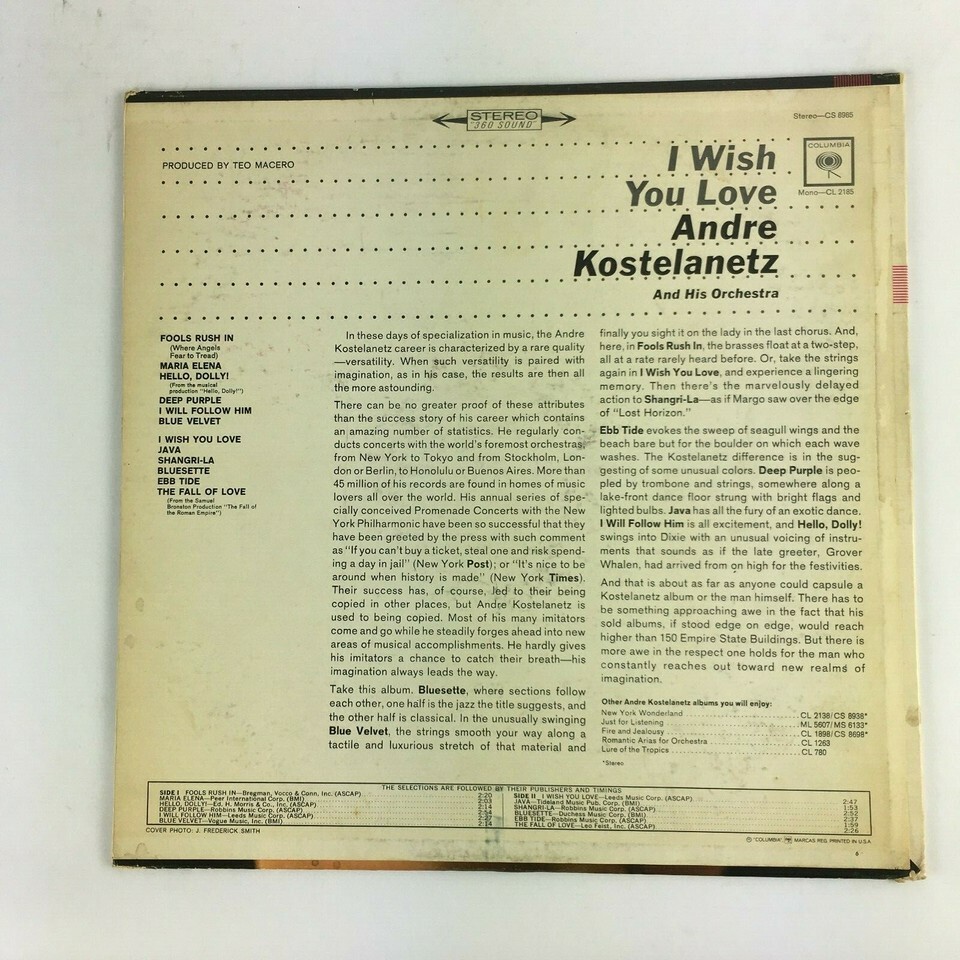 STEREO
"360 SOUND"
Stereo—CS 8985
COLUMBIA
Mono—CL 2185
PRODUCED BY TEO MACERO
I Wish
You Love
Andre
Kostelanetz
And His Orchestra
FOOLS RUSH IN
(Where Angels
Fear to Tread)
MARIA ELENA
HELLO, DOLLY!
(From the musical
production "Hello, Dolly!")
DEEP PURPLE
I WILL FOLLOW HIM
BLUE VELVET
I WISH YOU LOVE
JAVA
SHANGRI-LA
BLUESETTE
EBB TIDE
THE FALL OF LOVE
(From the Samuel
Bronston Production "The Fall of
the Roman Empire")
In these days of specialization in music, the Andre
Kostelanetz career is characterized by a rare quality
—versatility. When such versatility is paired with
imagination, as in his case, the results are then all
the more astounding.
There can be no greater proof of these attributes
than the success story of his career which contains
an amazing number of statistics. He regularly con-
ducts concerts with the world's foremost orchestras,
from New York to Tokyo and from Stockholm, Lon-
don or Berlin, to Honolulu or Buenos Aires. More than
45 million of his records are found in homes of music
lovers all over the world. His annual series of spe-
cially conceived Promenade Concerts with the New
York Philharmonic have been so successful that they
have been greeted by the press with such comment
as "If you can't buy a ticket, steal one and risk spend-
ing a day in jail" (New York Post); or "It's nice to be
around when history is made" (New York Times).
Their success has, of course, led to their being
copied in other places, but Andre Kostelanetz is
used to being copied. Most of his many imitators
come and go while he steadily forges ahead into new
areas of musical accomplishments. He hardly gives
his imitators a chance to catch their breath—his
imagination always leads the way.
Take this album. Bluesette, where sections follow
each other, one half is the jazz the title suggests, and
the other half is classical. In the unusually swinging
Blue Velvet, the strings smooth your way along a
tactile and luxurious stretch of that material and
finally you sight it on the lady in the last chorus. And,
here, in Fools Rush In, the brasses float at a two-step,
all at a rate rarely heard before. Or, take the strings
again in I Wish You Love, and experience a lingering
memory. Then there's the marvelously delayed
action to Shangri-La—as if Margo saw over the edge
of "Lost Horizon."
Ebb Tide evokes the sweep of seagull wings and the
beach bare but for the boulder on which each wave
washes. The Kostelanetz difference is in the sug-
gesting of some unusual colors. Deep Purple is peo-
pled by trombone and strings, somewhere along a
lake-front dance floor strung with bright flags and
lighted bulbs. Java has all the fury of an exotic dance.
I Will Follow Him is all excitement, and Hello, Dolly!
swings into Dixie with an unusual voicing of instru-
ments that sounds as if the late greeter, Grover
Whalen, had arrived from on high for the festivities.
And that is about as far as anyone could capsule a
Kostelanetz album or the man himself. There has to
be something approaching awe in the fact that his
sold albums, if stood edge on edge, would reach
higher than 150 Empire State Buildings. But there is
more awe in the respect one holds for the man who
constantly reaches out toward new realms of
imagination.
Other Andre Kostelanetz albums you will enjoy:
New York Wonderland CL 2138/CS 8938*
Just for Listening ML 5607/MS 6133*
Fire and Jealousy CL 1898/CS 8698*
Romantic Arias for Orchestra CL 1263
Lure of the Tropics CL 780
*Stereo
THE SELECTIONS ARE FOLLOWED BY THEIR PUBLISHERS AND TIMINGS
SIDE I FOOLS RUSH IN—Bregman, Vocco & Conn, Inc. (ASCAP) 2:20
MARIA ELENA—Peer International Corp. (BMI) 2:03
HELLO, DOLLY!—Ed. H. Morris & Co., Inc. (ASCAP) 2:14
DEEP PURPLE—Robbins Music Corp. (ASCAP) 2:54
I WILL FOLLOW HIM—Leeds Music Corp. (ASCAP) 2:27
BLUE VELVET—Vogue Music, Inc. (BMI) 2:14
SIDE II I WISH YOU LOVE—Leeds Music Corp. (ASCAP) 2:47
JAVA—Tideland Music Pub. Corp. (BMI) 1:53
SHANGRI-LA—Robbins Music Corp. (ASCAP) 2:52
BLUESETTE—Duchess Music Corp. (BMI) 2:37
EBB TIDE—Robbins Music Corp. (ASCAP) 1:59
THE FALL OF LOVE—Leo Feist, Inc. (ASCAP) 2:26
COVER PHOTO: J. FREDERICK SMITH
Ⓟ "COLUMBIA" MARCAS REG. PRINTED IN U.S.A.
6